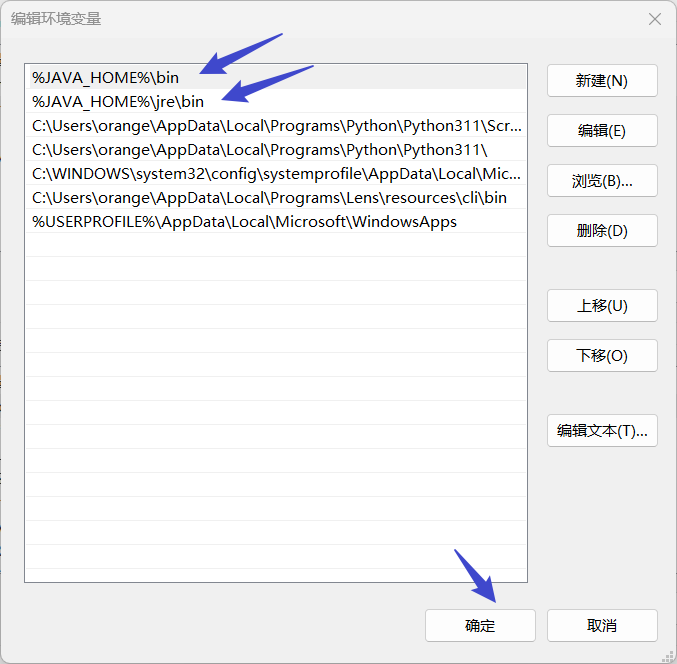 编辑环境变量
%JAVA_HOME%\bin
%JAVA_HOME%\jre\bin
C:\Users\orange\AppData\Local\Programs\Python\Python311\Scr...
C:\Users\orange\AppData\Local\Programs\Python\Python311\
C:\WINDOWS\system32\config\systemprofile\AppData\Local\Mic...
C:\Users\orange\AppData\Local\Programs\Lens\resources\cli\bin
%USERPROFILE%\AppData\Local\Microsoft\WindowsApps
新建(N)
编辑(E)
浏览(B)...
删除(D)
上移(U)
下移(O)
编辑文本(T)...
确定
取消